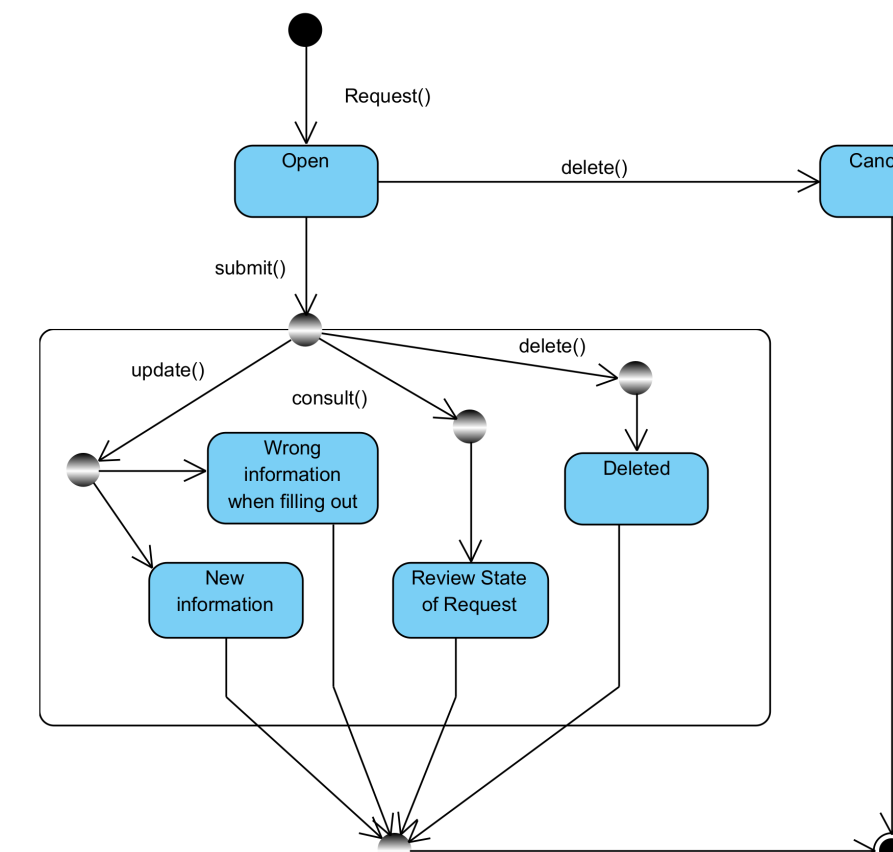 Request()
Open
delete()
submit()
delete()
update()
consult()
Wrong
information
when filling out
Deleted
New
information
Review State
of Request